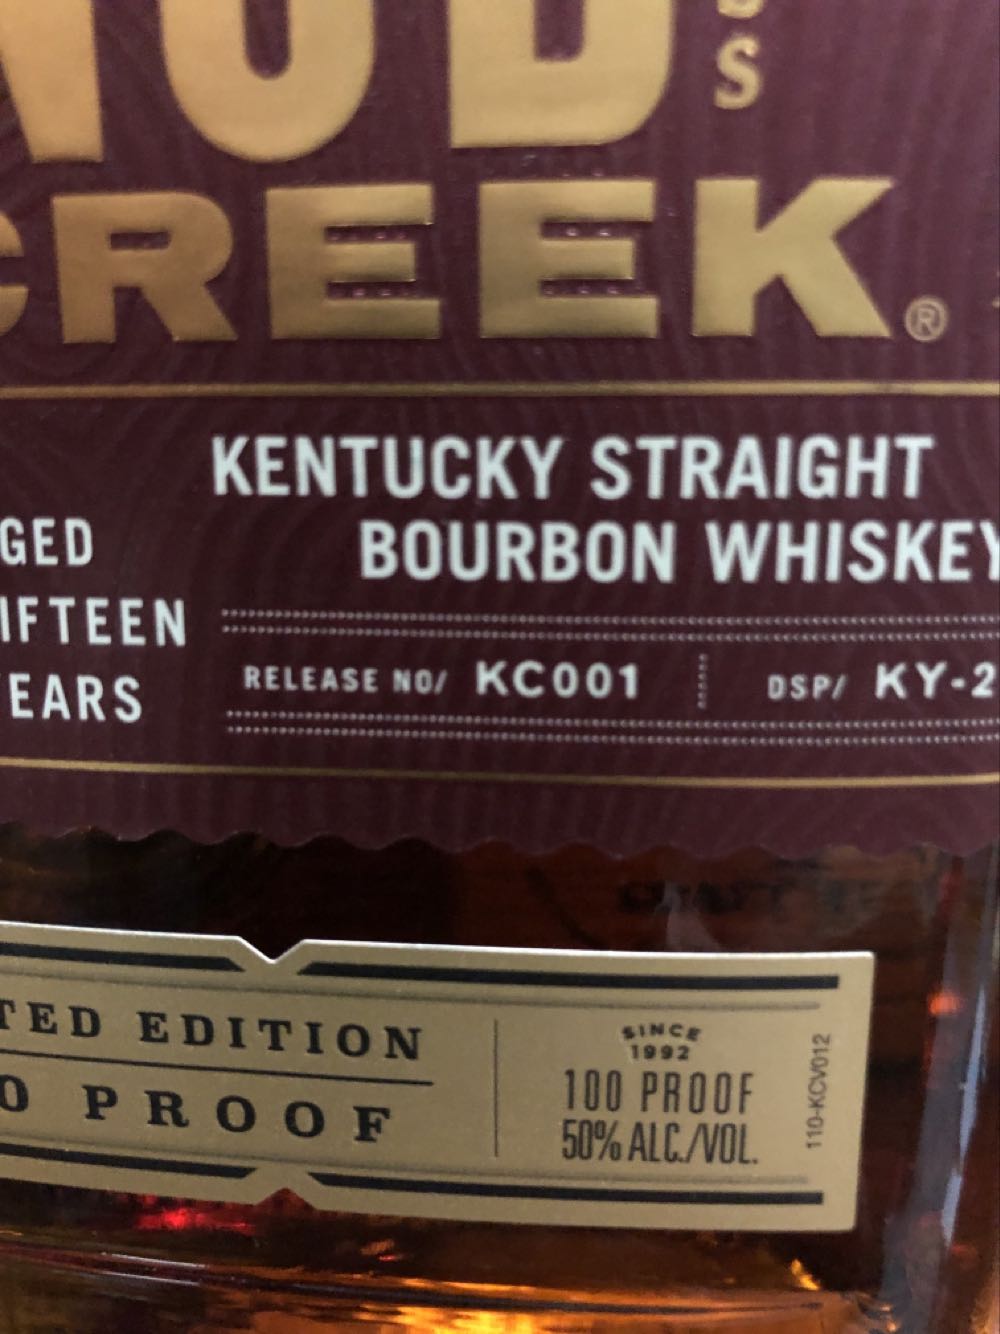 S
CREEK®
KENTUCKY STRAIGHT
BOURBON WHISKEY
GED
IFTEEN
EARS
RELEASE NO/ KC001
DSP/ KY-2
TED EDITION
0 PROOF
SINCE
1992
100 PROOF
50% ALC./VOL.
110-KCV012